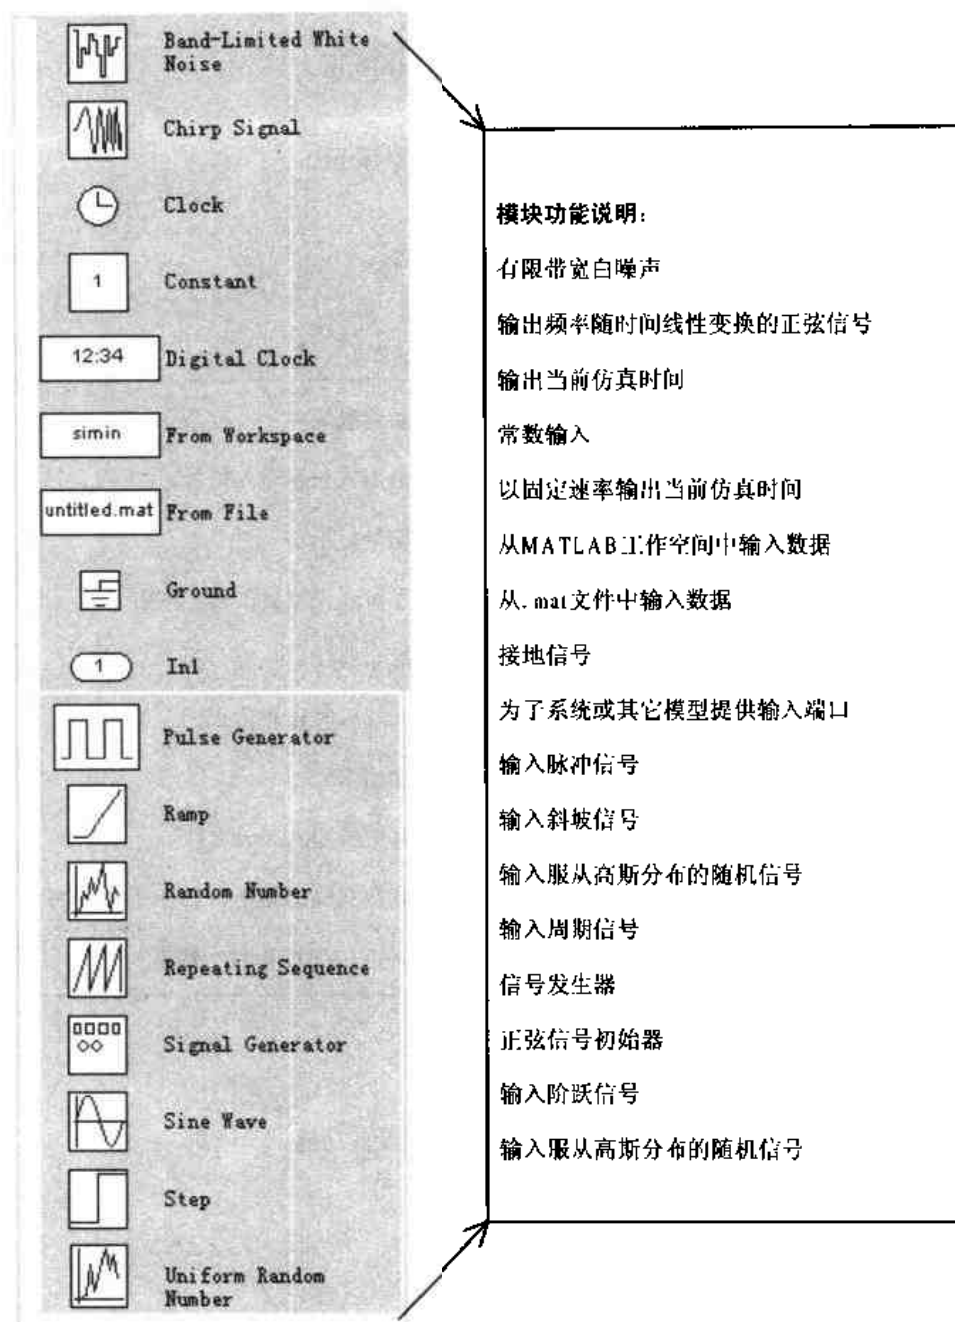 Band-Limited White
Noise
Chirp Signal
Clock
1
Constant
12:34
Digital Clock
simin
From Workspace
untitled.mat
From File
Ground
1
In1
Pulse Generator
Ramp
Random Number
Repeating Sequence
Signal Generator
Sine Wave
Step
Uniform Random
Number
模块功能说明:
有限带宽白噪声
输出频率随时间线性变换的正弦信号
输出当前仿真时间
常数输入
以固定速率输出当前仿真时间
从MATLAB工作空间中输入数据
从.mat文件中输入数据
接地信号
为了系统或其它模型提供输入端口
输入脉冲信号
输入斜坡信号
输入服从高斯分布的随机信号
输入周期信号
信号发生器
正弦信号初始器
输入阶跃信号
输入服从高斯分布的随机信号